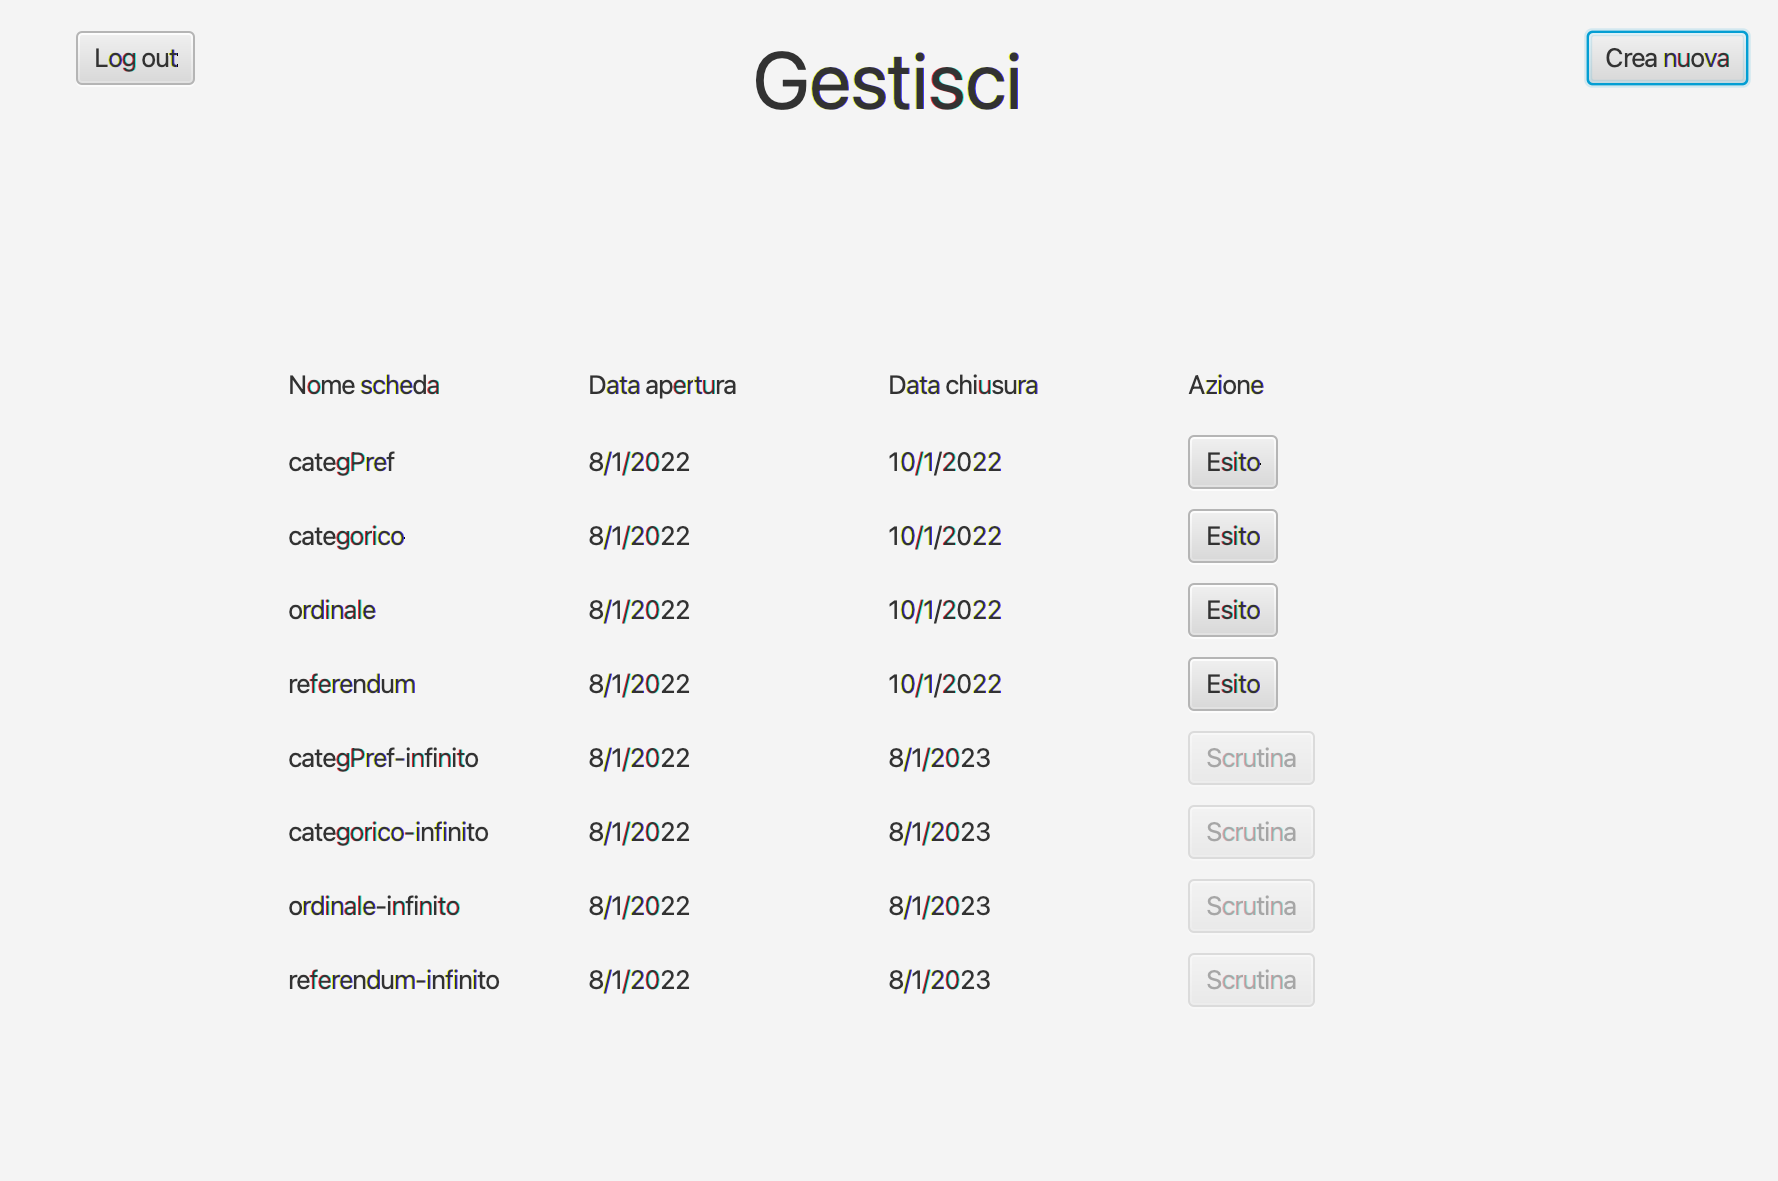 Log out
Gestisci
Crea nuova
Nome scheda Data apertura Data chiusura Azione
categPref 8/1/2022 10/1/2022 Esito
categorico 8/1/2022 10/1/2022 Esito
ordinale 8/1/2022 10/1/2022 Esito
referendum 8/1/2022 10/1/2022 Esito
categPref-infinito 8/1/2022 8/1/2023 Scrutina
categorico-infinito 8/1/2022 8/1/2023 Scrutina
ordinale-infinito 8/1/2022 8/1/2023 Scrutina
referendum-infinito 8/1/2022 8/1/2023 Scrutina